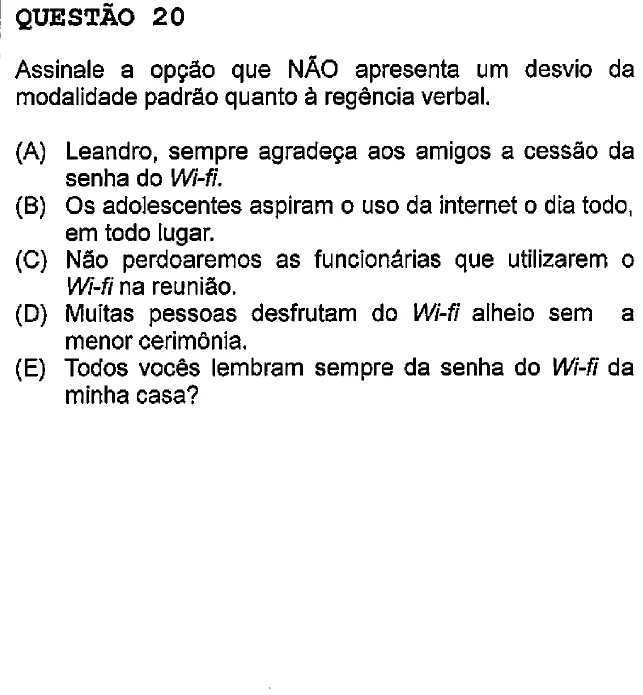 QUESTÃO 20
Assinale a opção que NÃO apresenta um desvio da
modalidade padrão quanto à regência verbal.
(A) Leandro, sempre agradeça aos amigos a cessão da
senha do Wi-fi.
(B) Os adolescentes aspiram o uso da internet o dia todo,
em todo lugar.
(C) Não perdoaremos as funcionárias que utilizarem o
Wi-fi na reunião.
(D) Muitas pessoas desfrutam do Wi-fi alheio sem a
menor cerimônia.
(E) Todos vocês lembram sempre da senha do Wi-fi da
minha casa?